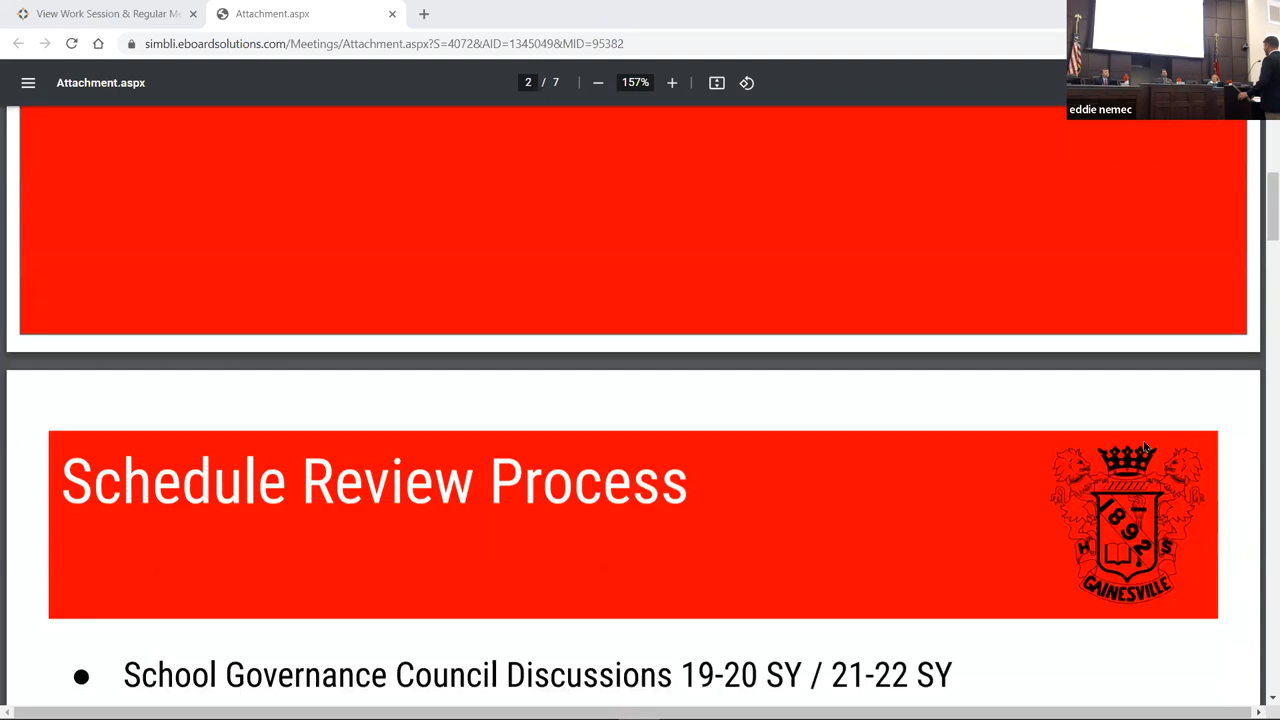 View Work Session & Regular Me
Attachment.aspx
simbli.eboardsolutions.com/Meetings/Attachment.aspx?S=4072&AID=1345049&MID=95382
Attachment.aspx
2 / 7
157%
eddie nemec
Schedule Review Process
1892
H S
GAINESVILLE
● School Governance Council Discussions 19-20 SY / 21-22 SY